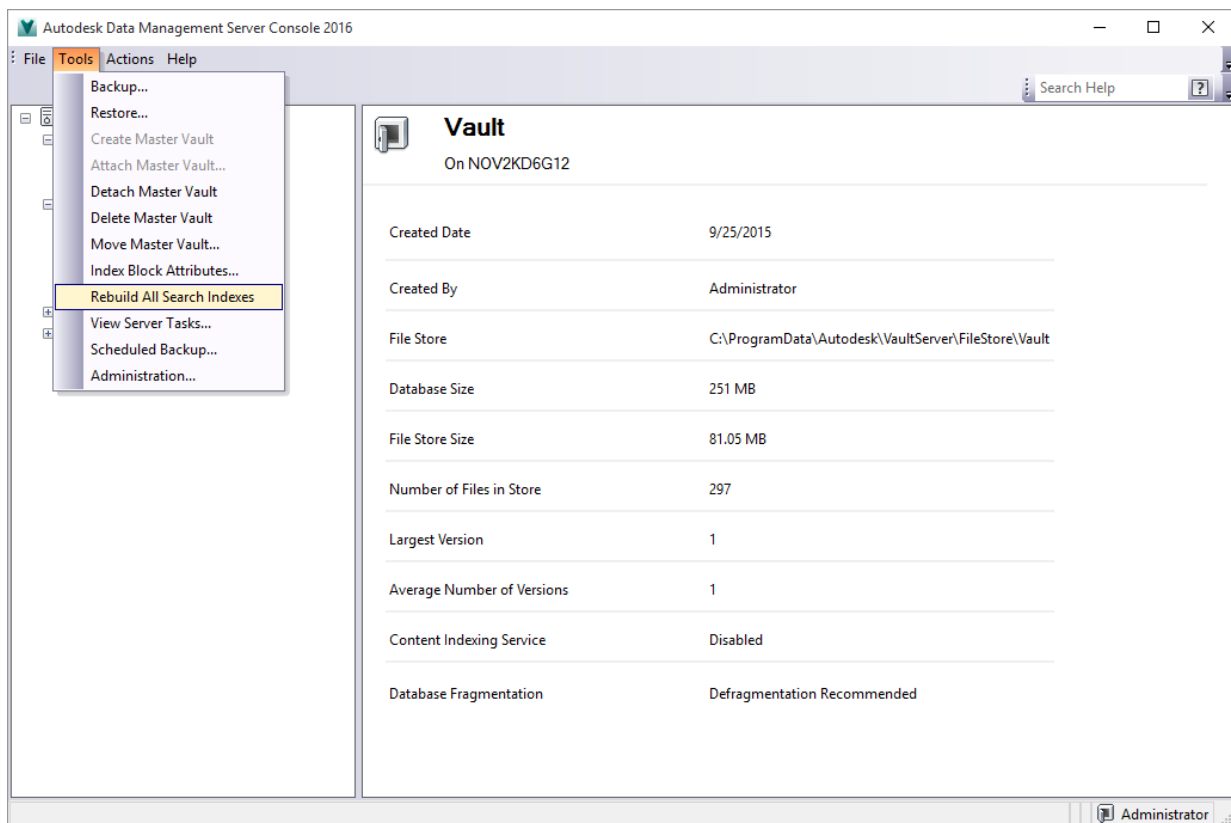 Autodesk Data Management Server Console 2016
File Tools Actions Help
Search Help ?
Backup...
Restore...
Create Master Vault
Attach Master Vault...
Detach Master Vault
Delete Master Vault
Move Master Vault...
Index Block Attributes...
Rebuild All Search Indexes
View Server Tasks...
Scheduled Backup...
Administration...
Vault
On NOV2KD6G12
Created Date 9/25/2015
Created By Administrator
File Store C:\ProgramData\Autodesk\VaultServer\FileStore\Vault
Database Size 251 MB
File Store Size 81.05 MB
Number of Files in Store 297
Largest Version 1
Average Number of Versions 1
Content Indexing Service Disabled
Database Fragmentation Defragmentation Recommended
Administrator